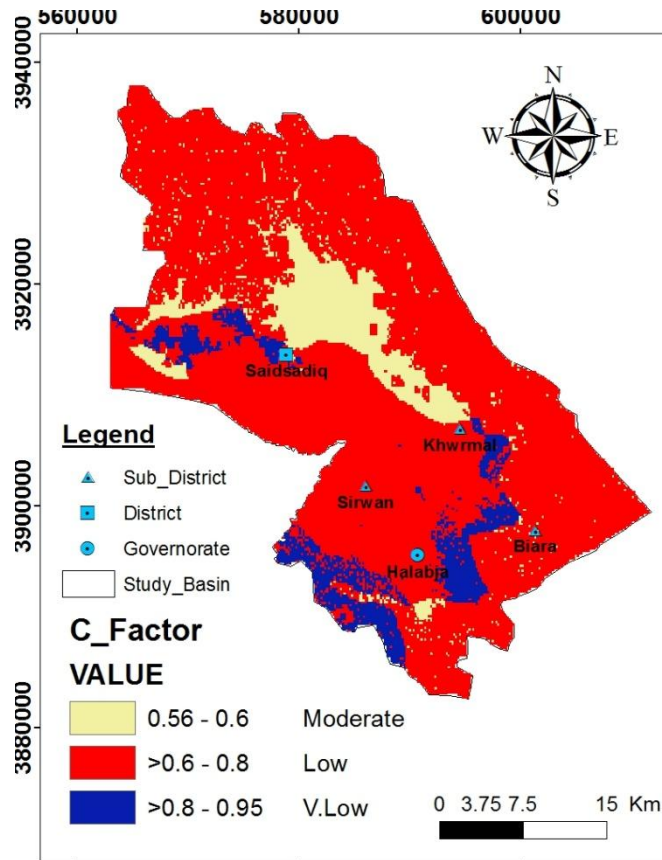 560000 580000 6000000
3940000
N
W E
S
3920000
Saidsadiq
Khwrmal
Legend
Sub_District
Sirwan
District
3900000
Biara
Governorate
Halabja
Study_Basin
C_Factor
VALUE
0.56 - 0.6 Moderate
3880000
>0.6 - 0.8 Low
>0.8 - 0.95 V.Low
0 3.75 7.5 15 Km